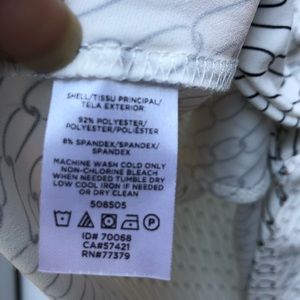 SHELL/TISSU PRINCIPAL/
TELA EXTERIOR
92% POLYESTER/
POLYESTER/POLIÉSTER
8% SPANDEX/SPANDEX/
SPANDEX
MACHINE WASH COLD ONLY
NON-CHLORINE BLEACH
WHEN NEEDED TUMBLE DRY
LOW COOL IRON IF NEEDED
OR DRY CLEAN
508505
ID# 70068
CA#57421
RN#77379